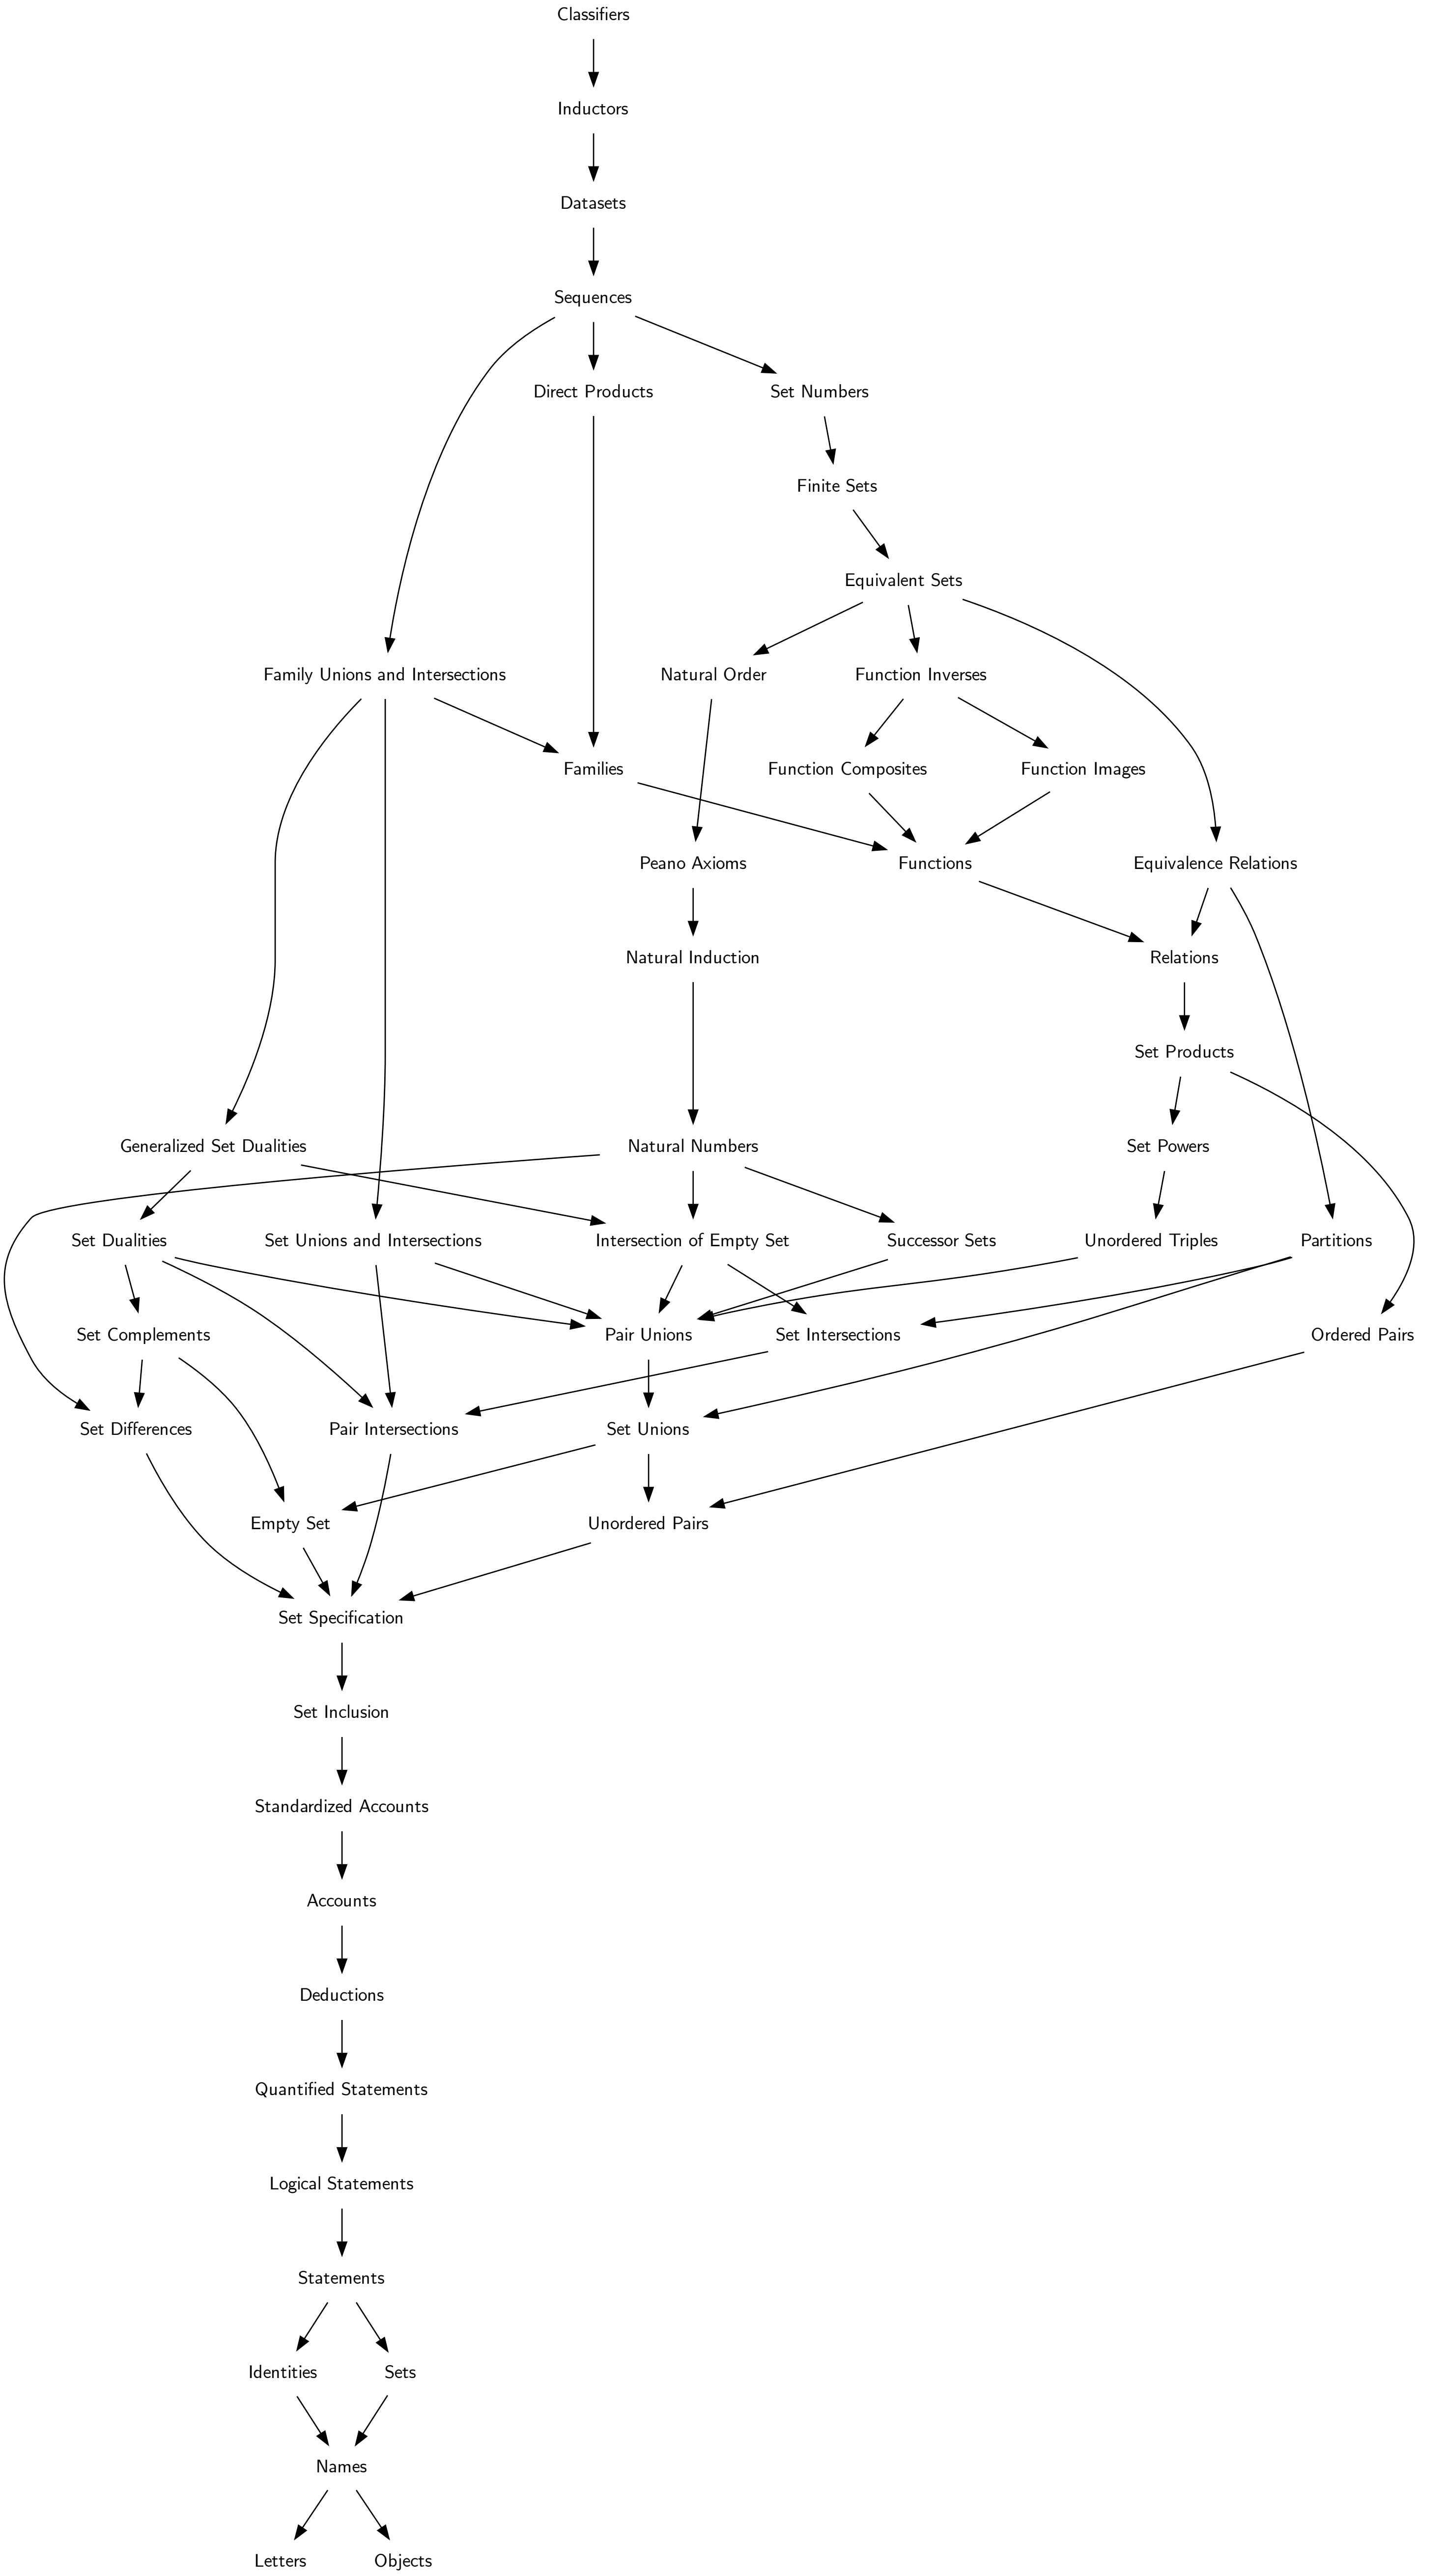 Classifiers
Inductors
Datasets
Sequences
Direct Products
Set Numbers
Finite Sets
Equivalent Sets
Family Unions and Intersections
Natural Order
Function Inverses
Families
Function Composites
Function Images
Peano Axioms
Functions
Equivalence Relations
Natural Induction
Relations
Set Products
Generalized Set Dualities
Natural Numbers
Set Powers
Set Dualities
Set Unions and Intersections
Intersection of Empty Set
Successor Sets
Unordered Triples
Partitions
Set Complements
Pair Unions
Set Intersections
Ordered Pairs
Set Differences
Pair Intersections
Set Unions
Empty Set
Unordered Pairs
Set Specification
Set Inclusion
Standardized Accounts
Accounts
Deductions
Quantified Statements
Logical Statements
Statements
Identities
Sets
Names
Letters
Objects